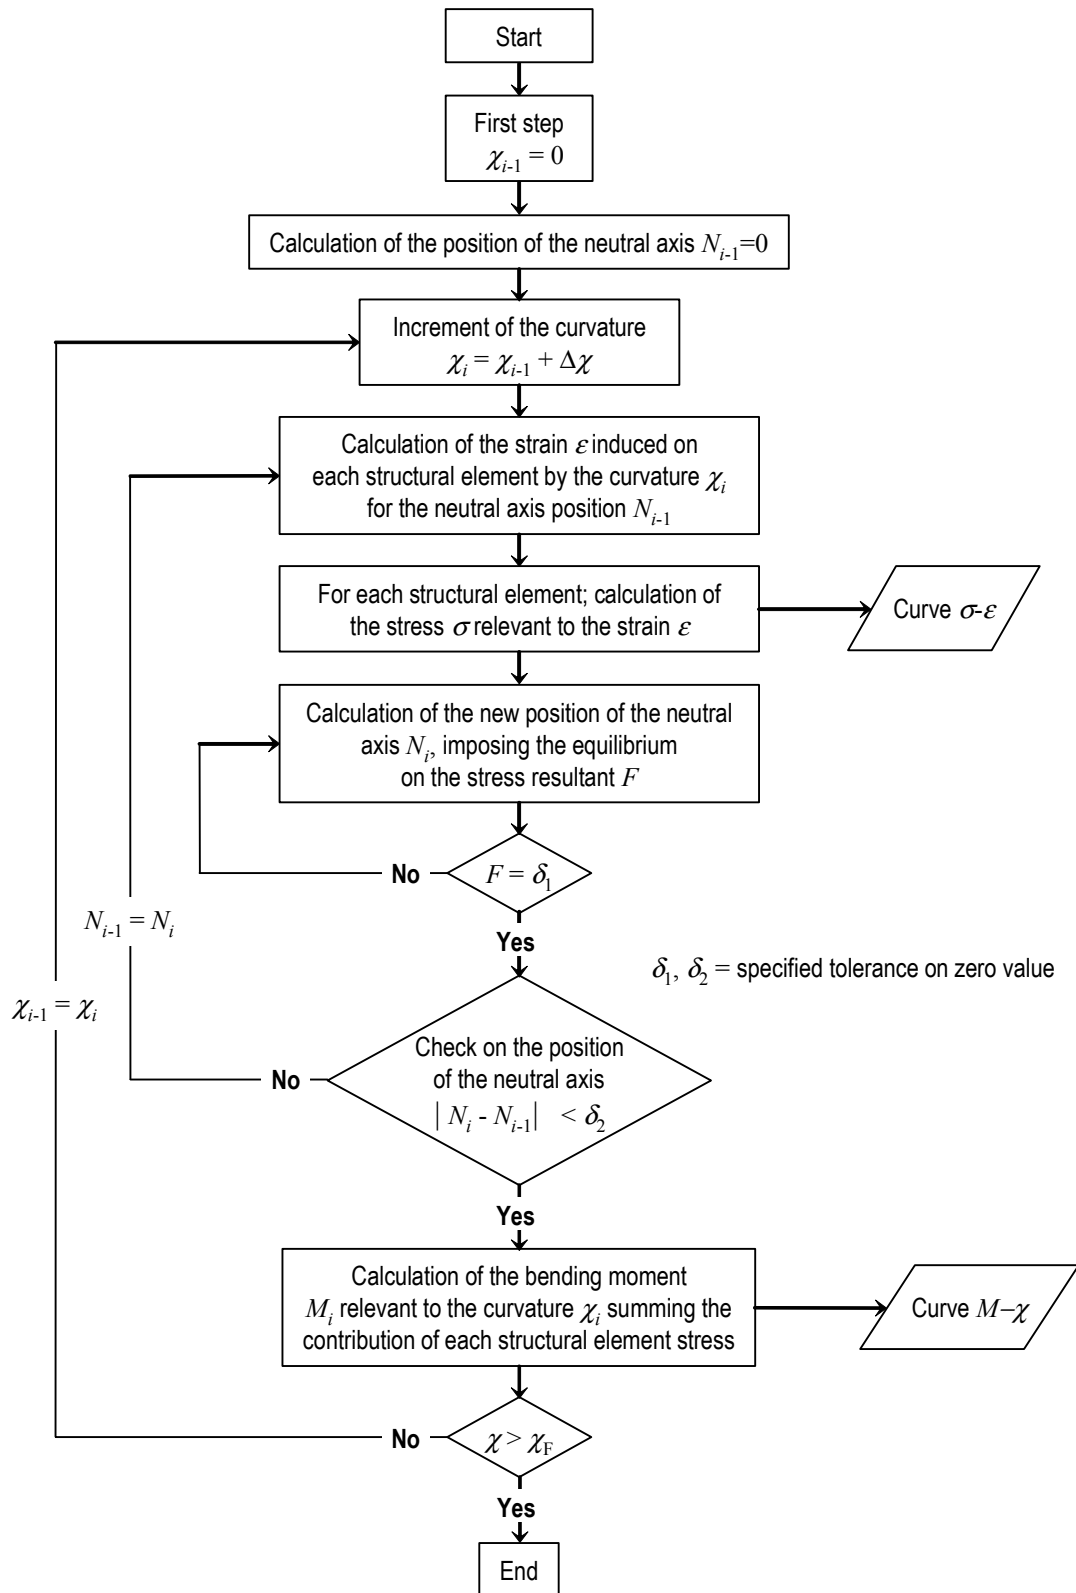 Start
First step
χi-1 = 0
Calculation of the position of the neutral axis Ni-1=0
Increment of the curvature
χi = χi-1 + Δχ
Calculation of the strain ε induced on
each structural element by the curvature χi
for the neutral axis position Ni-1
For each structural element; calculation of
the stress σ relevant to the strain ε
Curve σ-ε
Calculation of the new position of the neutral
axis Ni, imposing the equilibrium
on the stress resultant F
No
F = δ1
Ni-1 = Ni
Yes
δ1, δ2 = specified tolerance on zero value
χi-1 = χi
No
Check on the position
of the neutral axis
| Ni - Ni-1| < δ2
Yes
Calculation of the bending moment
Mi relevant to the curvature χi summing the
contribution of each structural element stress
Curve M–χ
No
χ > χF
Yes
End